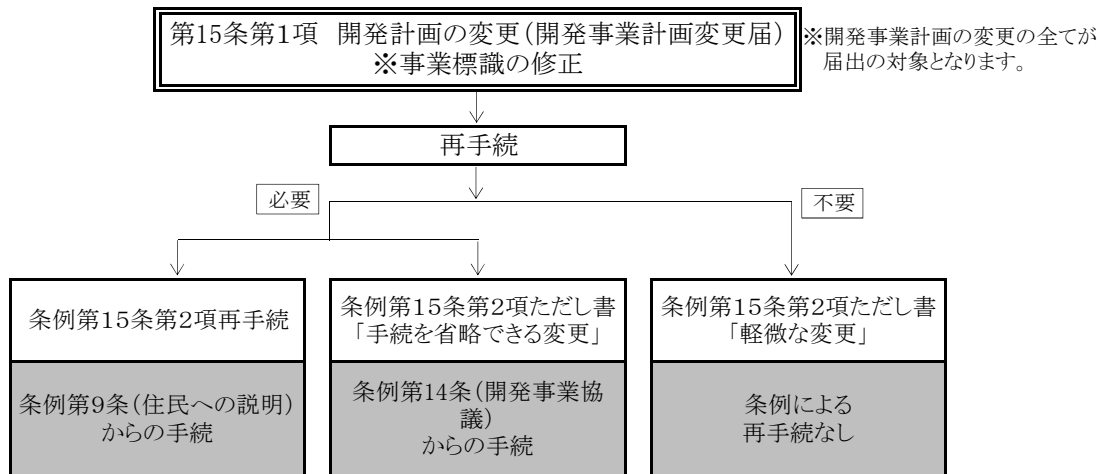 第15条第1項 開発計画の変更(開発事業計画変更届)
※事業標識の修正
※開発事業計画の変更の全てが
届出の対象となります。
再手続
必要
不要
条例第15条第2項再手続
条例第15条第2項ただし書
「手続を省略できる変更」
条例第15条第2項ただし書
「軽微な変更」
条例第9条(住民への説明)
からの手続
条例第14条(開発事業協
議)
からの手続
条例による
再手続なし